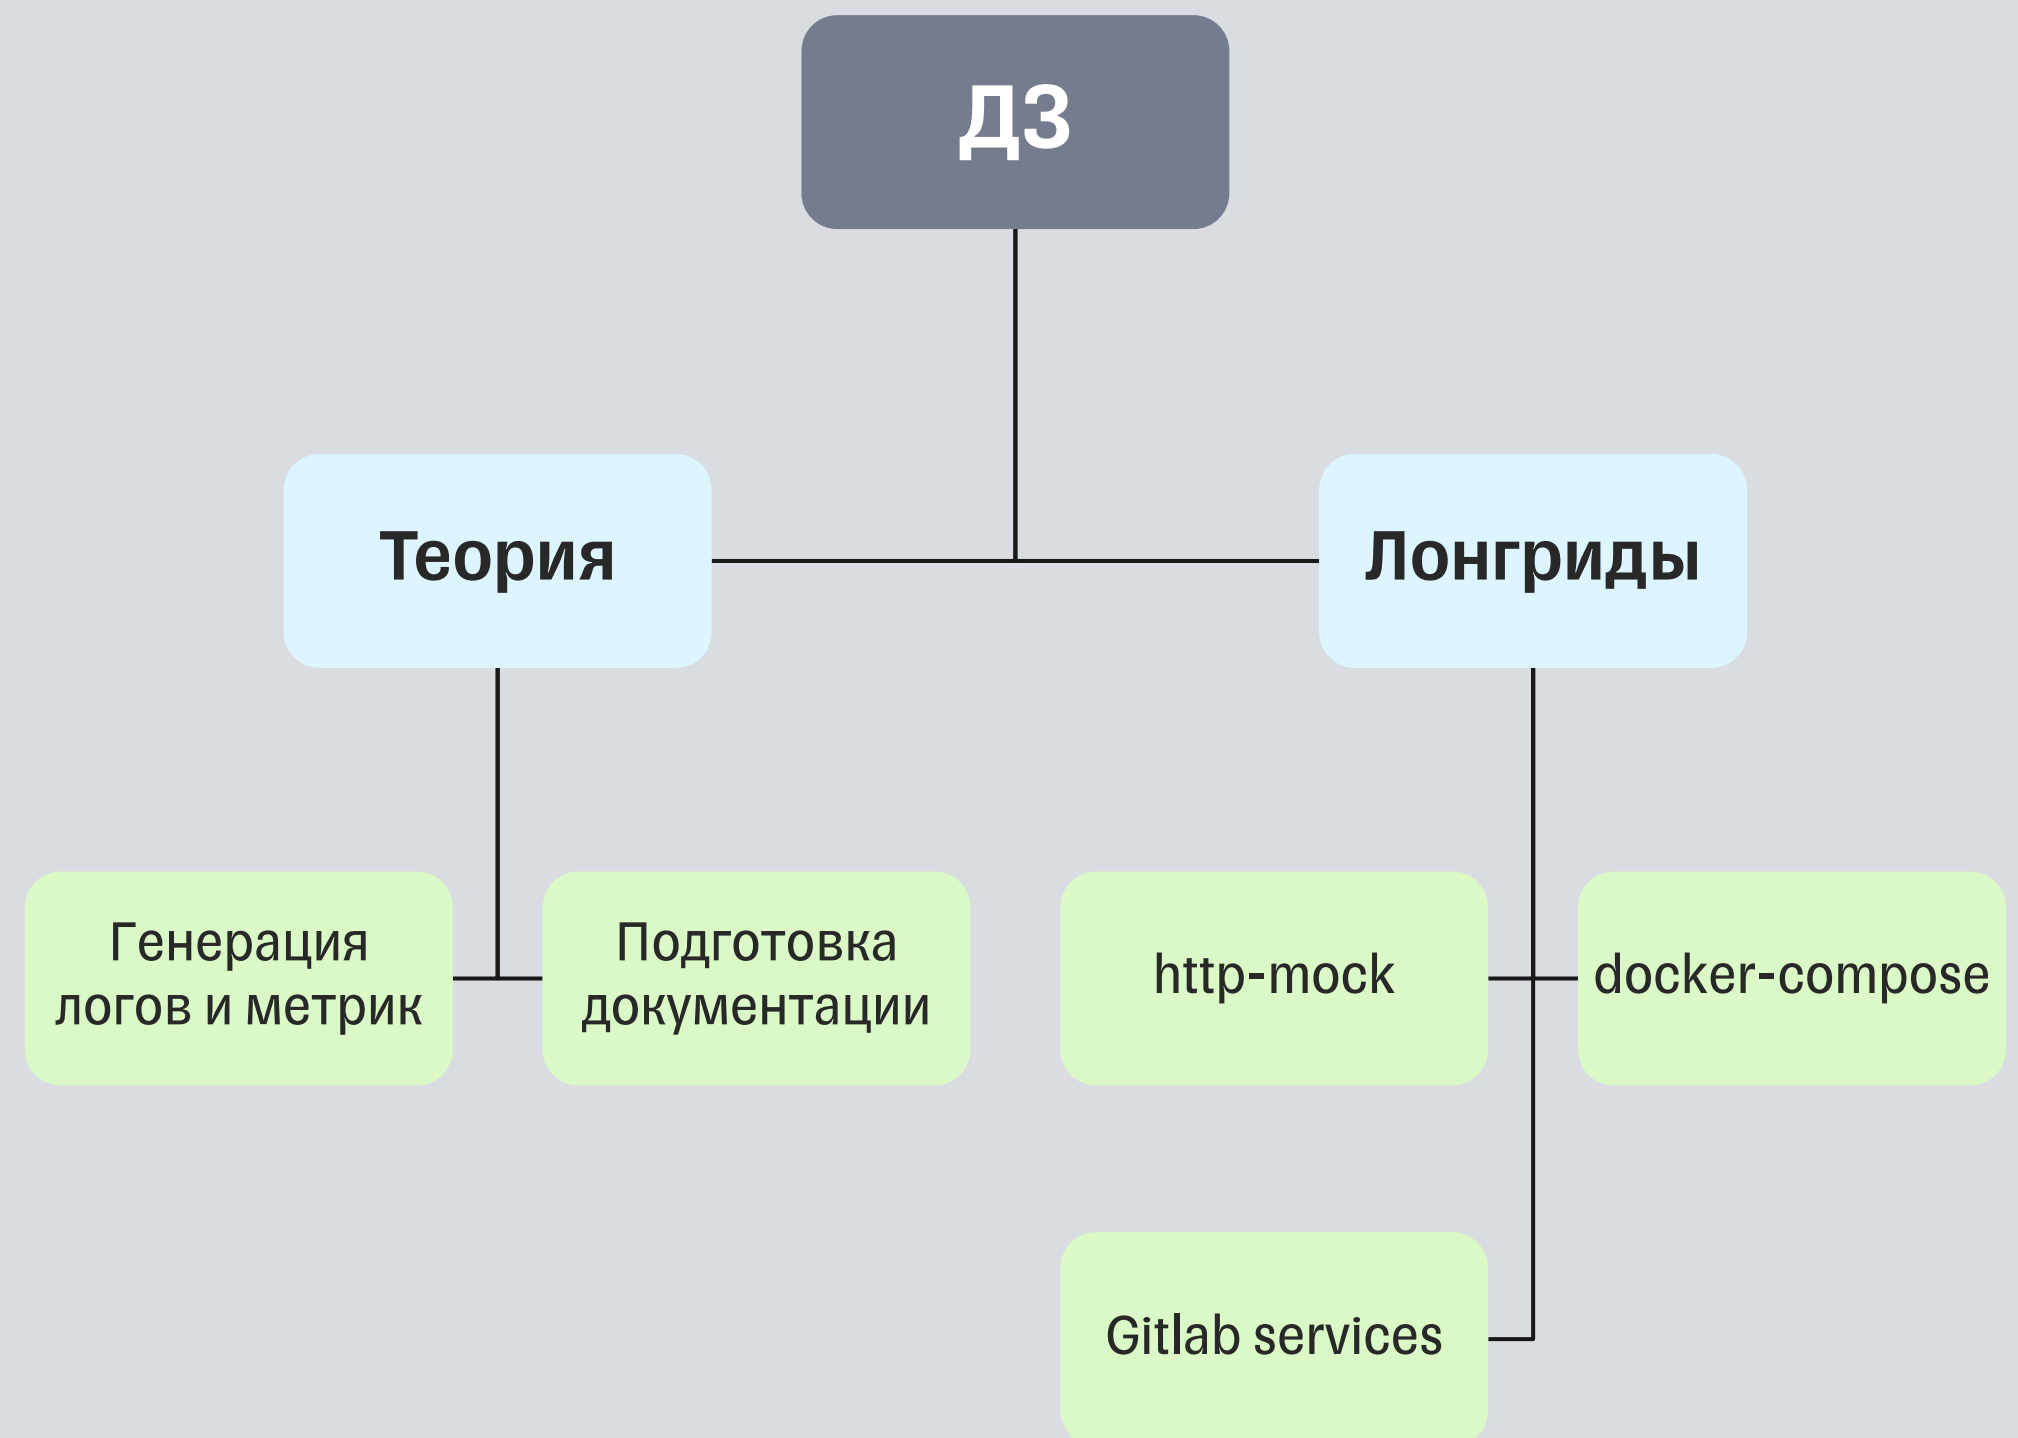 ДЗ
Теория
Лонгриды
Генерация
логов и метрик
Подготовка
документации
http-mock
docker-compose
Gitlab services